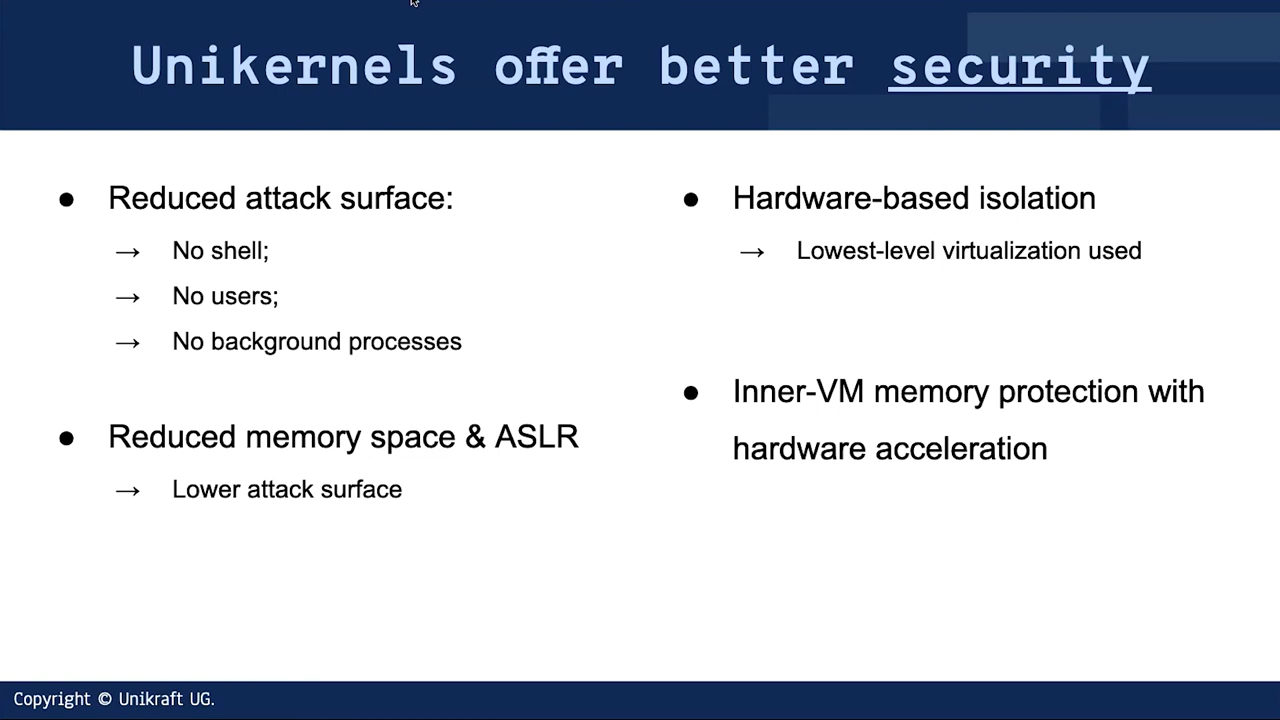 Unikernels offer better security
● Reduced attack surface:
→ No shell;
→ No users;
→ No background processes
● Reduced memory space & ASLR
→ Lower attack surface
● Hardware-based isolation
→ Lowest-level virtualization used
● Inner-VM memory protection with
hardware acceleration
Copyright © Unikraft UG.